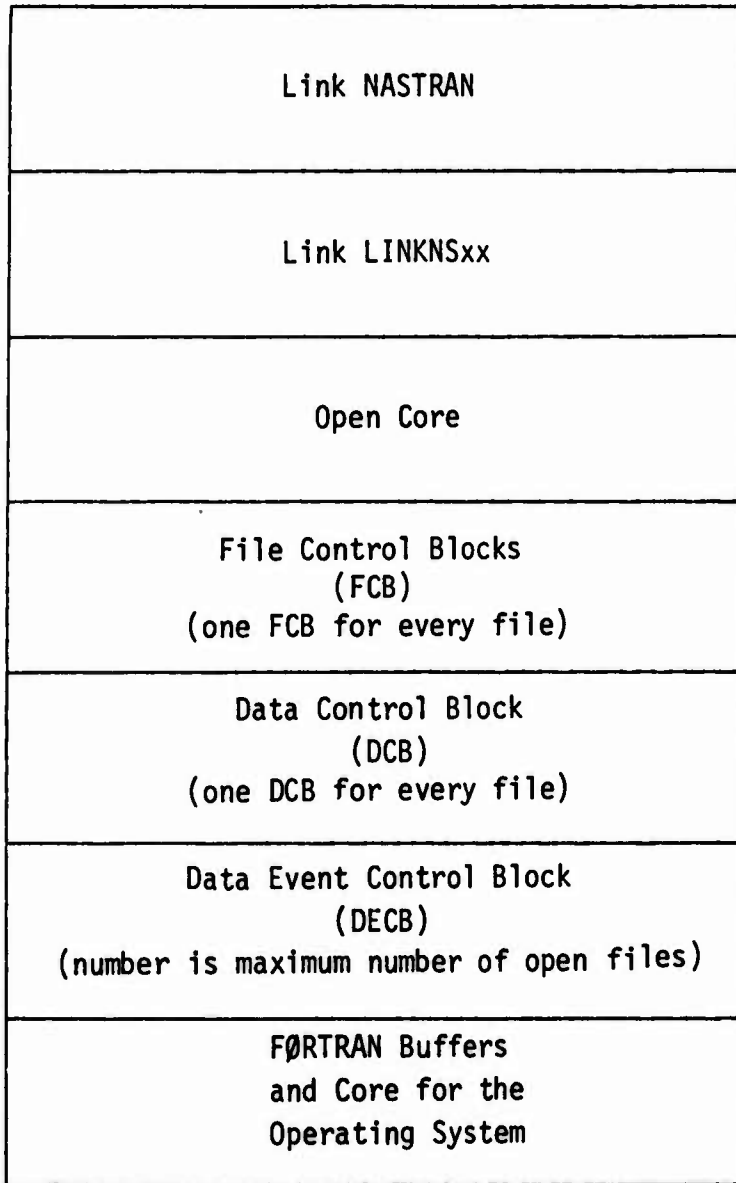 Link NASTRAN
Link LINKNSxx
Open Core
File Control Blocks
(FCB)
(one FCB for every file)
Data Control Block
(DCB)
(one DCB for every file)
Data Event Control Block
(DECB)
(number is maximum number of open files)
FØRTRAN Buffers
and Core for the
Operating System